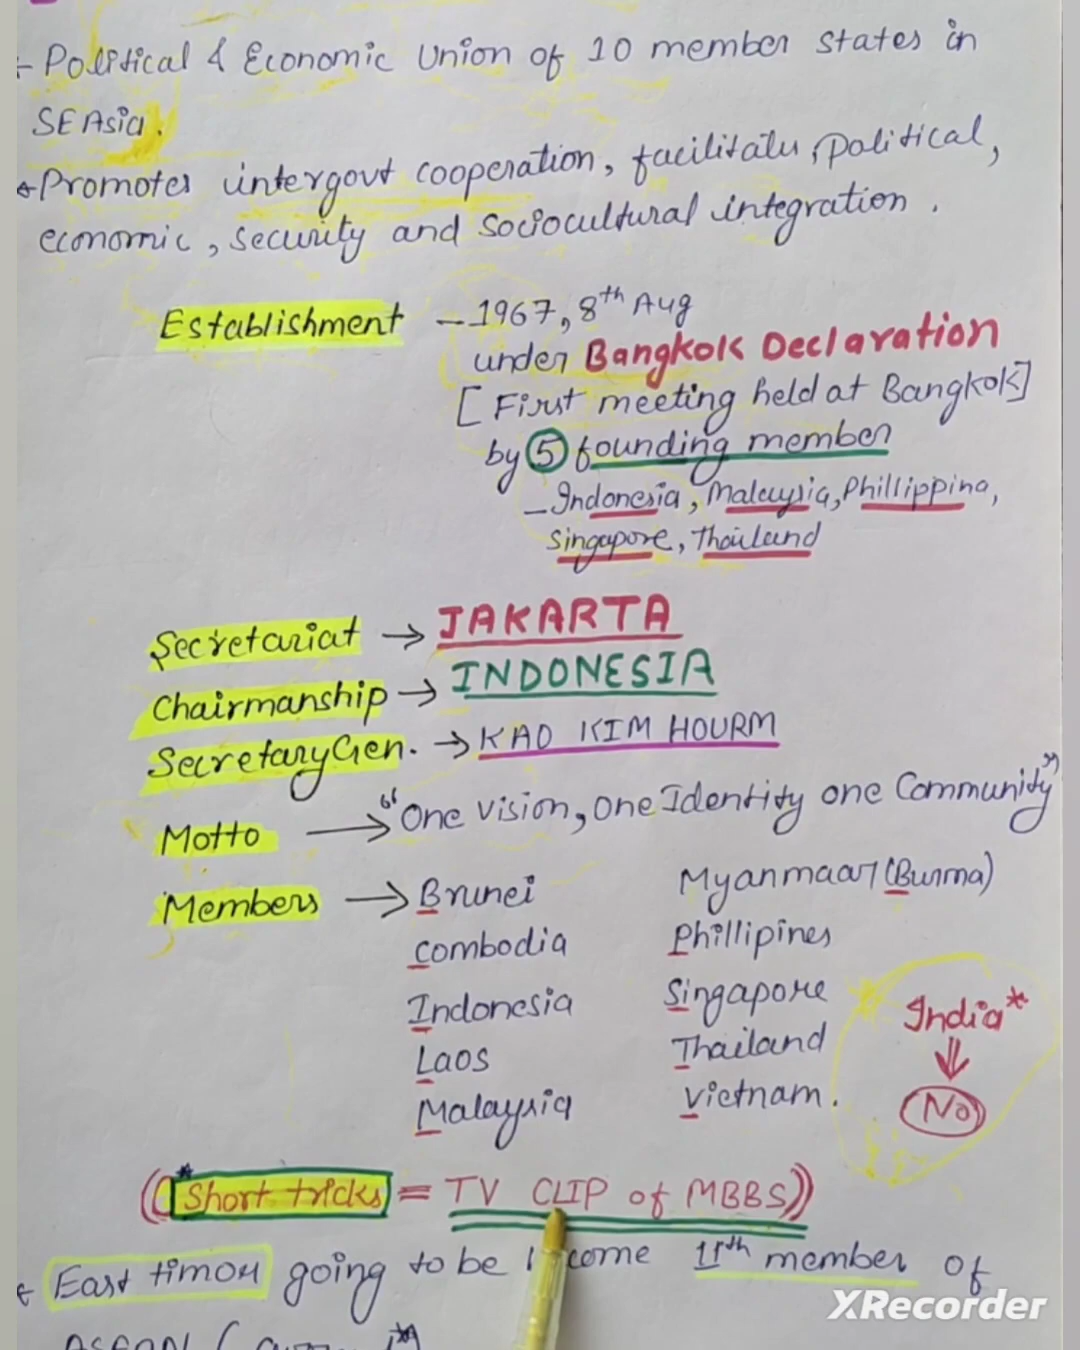 Political & Economic Union of 10 member states in
SE Asia.
Promotes intergovt cooperation, facilitates, political,
economic, security and sociocultural integration.
Establishment – 1967, 8th Aug
under Bangkok Declaration
[First meeting held at Bangkok]
by 5 founding member
– Indonesia, Malaysia, Phillippina,
Singapore, Thailand
Secretariat → JAKARTA
Chairmanship → INDONESIA
Secretary Gen. → KAO KIM HOURM
Motto → "One vision, one Identity one Community"
Members → Brunei Myanmaar (Burma)
Combodia Phillipines
Indonesia Singapore
Laos Thailand
Malaysia Vietnam.
India*
⇓
No
((*Short tricks = TV CLIP of MBBS))
East timor going to be come 11th member of
ASEAN
XRecorder